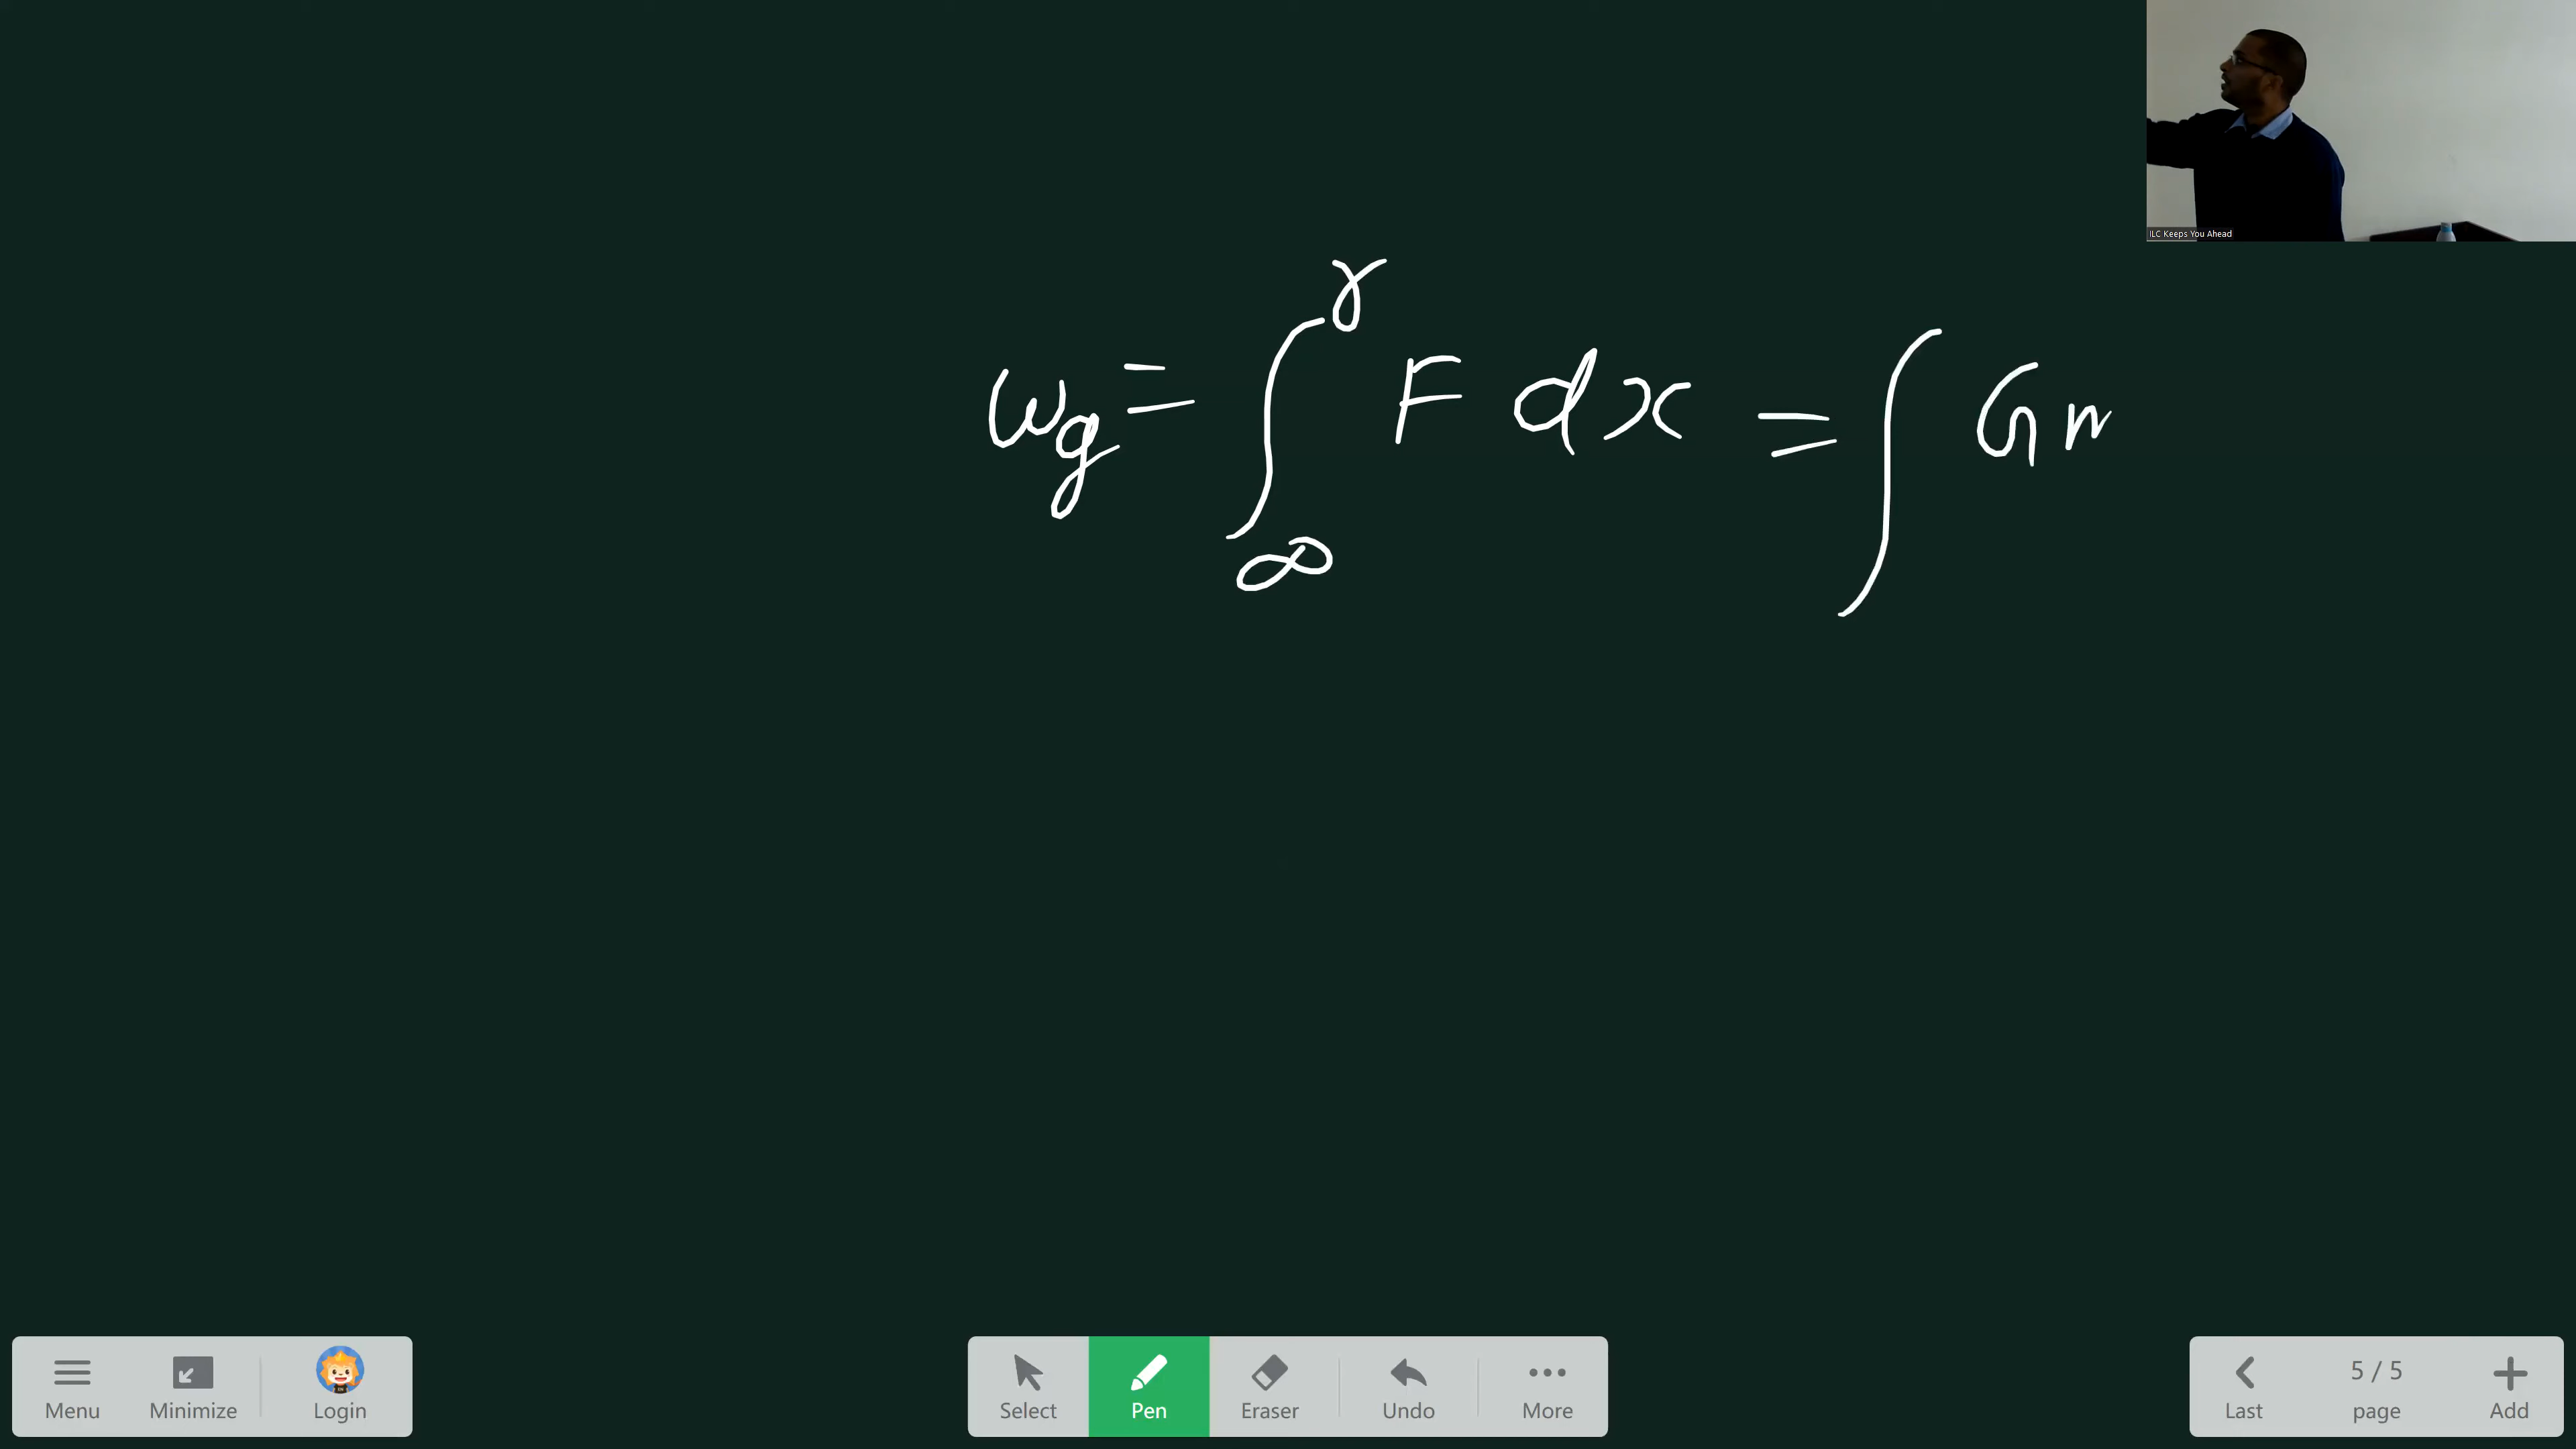 ILC Keeps You Ahead
W_g = ∫_∞^r F dx = ∫ G m
Menu Minimize Login Select Pen Eraser Undo More Last 5 / 5 page Add